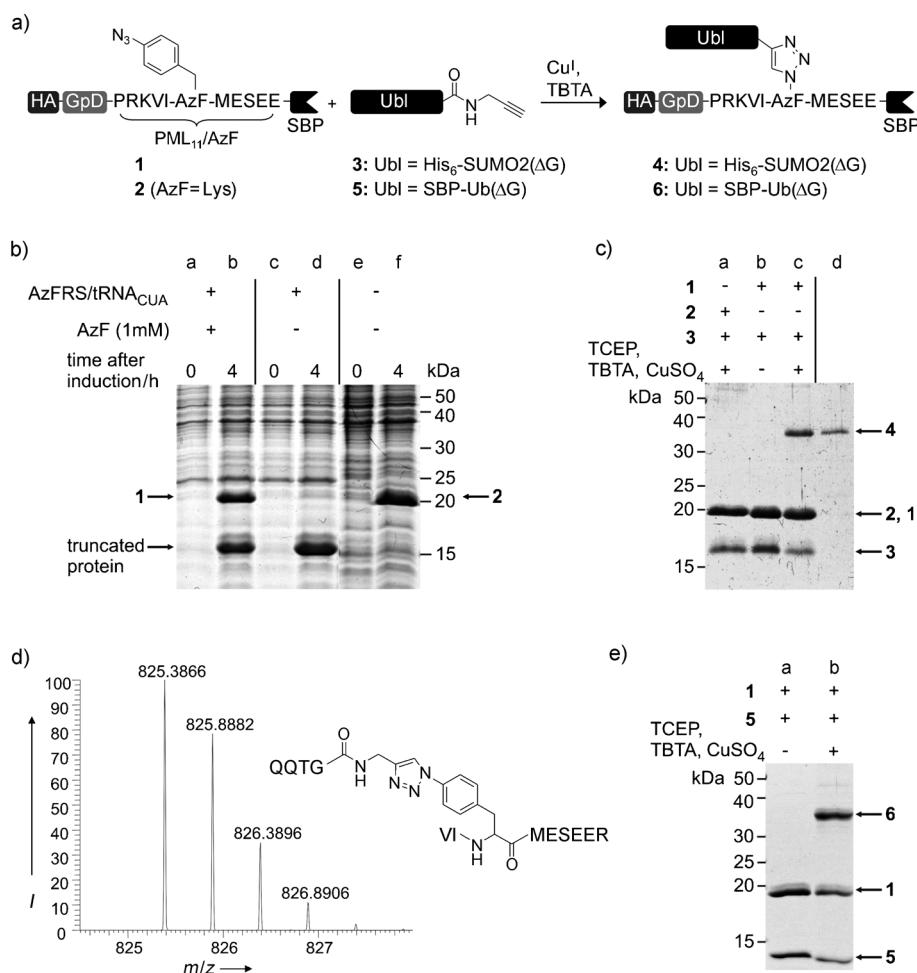 a)
N₃
HA GpD PRKVI-AzF-MESEE SBP
PML₁₁/AzF
1
2 (AzF=Lys)
+
Ubl
O
N
H
3: Ubl = His₆-SUMO2(ΔG)
5: Ubl = SBP-Ub(ΔG)
Cuᴵ,
TBTA
Ubl
N
N
N
HA GpD PRKVI-AzF-MESEE SBP
4: Ubl = His₆-SUMO2(ΔG)
6: Ubl = SBP-Ub(ΔG)
b)
a b c d e f
AzFRS/tRNA_CUA + + -
AzF (1mM) + - -
time after
induction/h 0 4 0 4 0 4 kDa
50
40
30
25
1 20 2
truncated
protein 15
c)
a b c d
1 - + +
2 + - -
3 + + +
TCEP,
TBTA, CuSO₄ + - +
kDa
50
40
4
30
25
20 2, 1
3
15
d)
825.3866
100
90
825.8882
80
70
60
50
40
826.3896
30
20
826.8906
10
0
I
825 826 827
m/z
O
QQTG N
H
N
N N
VI N
H
O
MESEER
e)
a b
1 + +
5 + +
TCEP,
TBTA, CuSO₄ - +
kDa
50
40
6
30
25
20 1
15
5